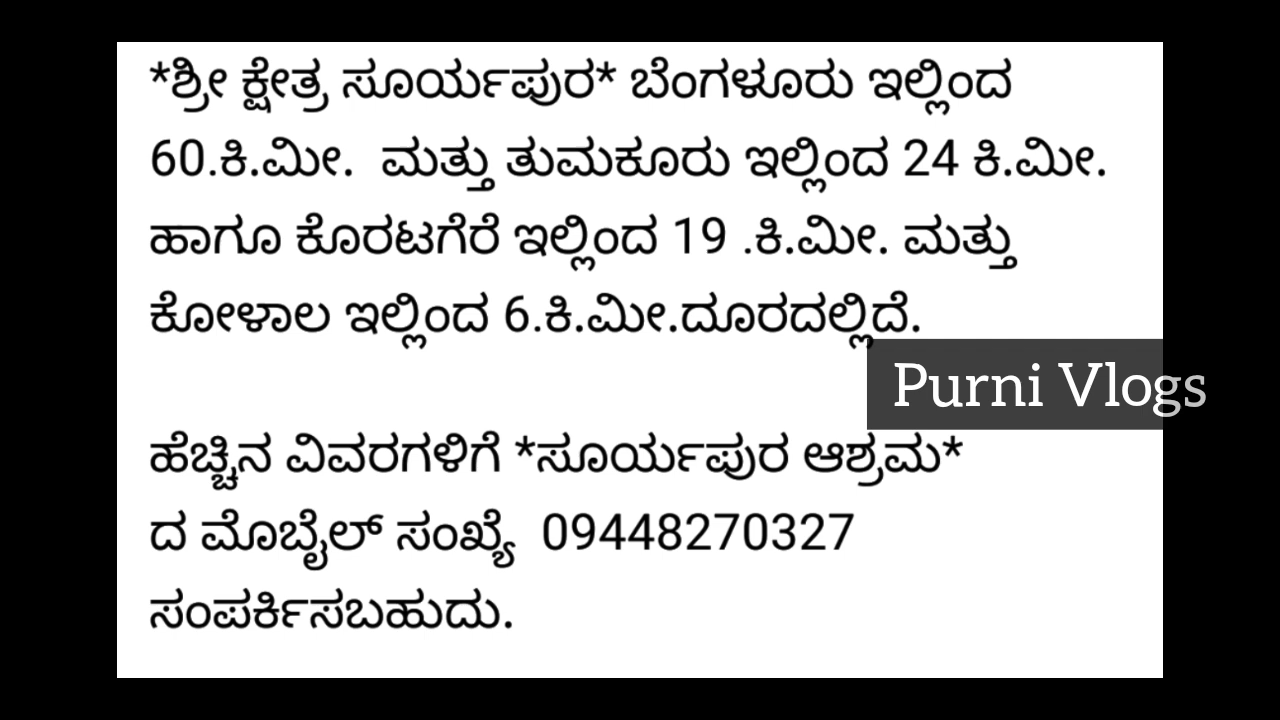 *ಶ್ರೀ ಕ್ಷೇತ್ರ ಸೂರ್ಯಪುರ* ಬೆಂಗಳೂರು ಇಲ್ಲಿಂದ
60.ಕಿ.ಮೀ. ಮತ್ತು ತುಮಕೂರು ಇಲ್ಲಿಂದ 24 ಕಿ.ಮೀ.
ಹಾಗೂ ಕೊರಟಗೆರೆ ಇಲ್ಲಿಂದ 19 .ಕಿ.ಮೀ. ಮತ್ತು
ಕೋಳಾಲ ಇಲ್ಲಿಂದ 6.ಕಿ.ಮೀ.ದೂರದಲ್ಲಿದೆ.
Purni Vlogs
ಹೆಚ್ಚಿನ ವಿವರಗಳಿಗೆ *ಸೂರ್ಯಪುರ ಆಶ್ರಮ*
ದ ಮೊಬೈಲ್ ಸಂಖ್ಯೆ 09448270327
ಸಂಪರ್ಕಿಸಬಹುದು.